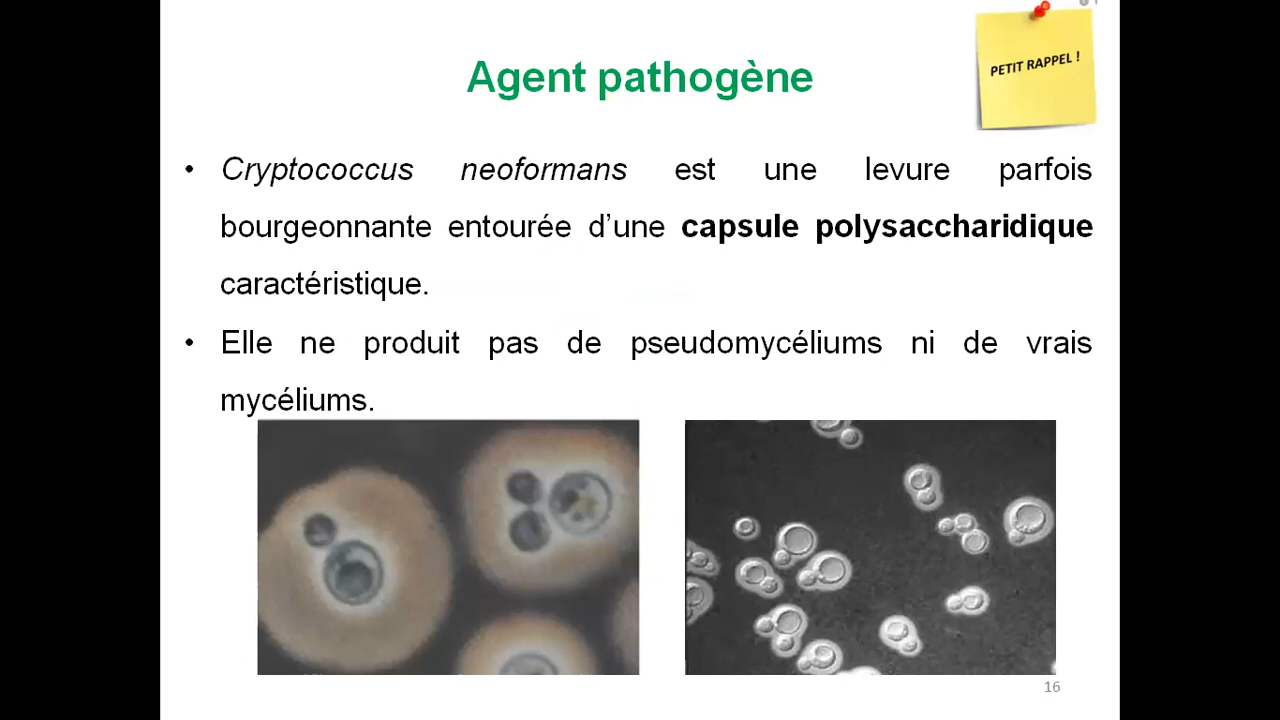 PETIT RAPPEL !
Agent pathogène
• Cryptococcus neoformans est une levure parfois
bourgeonnante entourée d’une capsule polysaccharidique
caractéristique.
• Elle ne produit pas de pseudomycéliums ni de vrais
mycéliums.
16